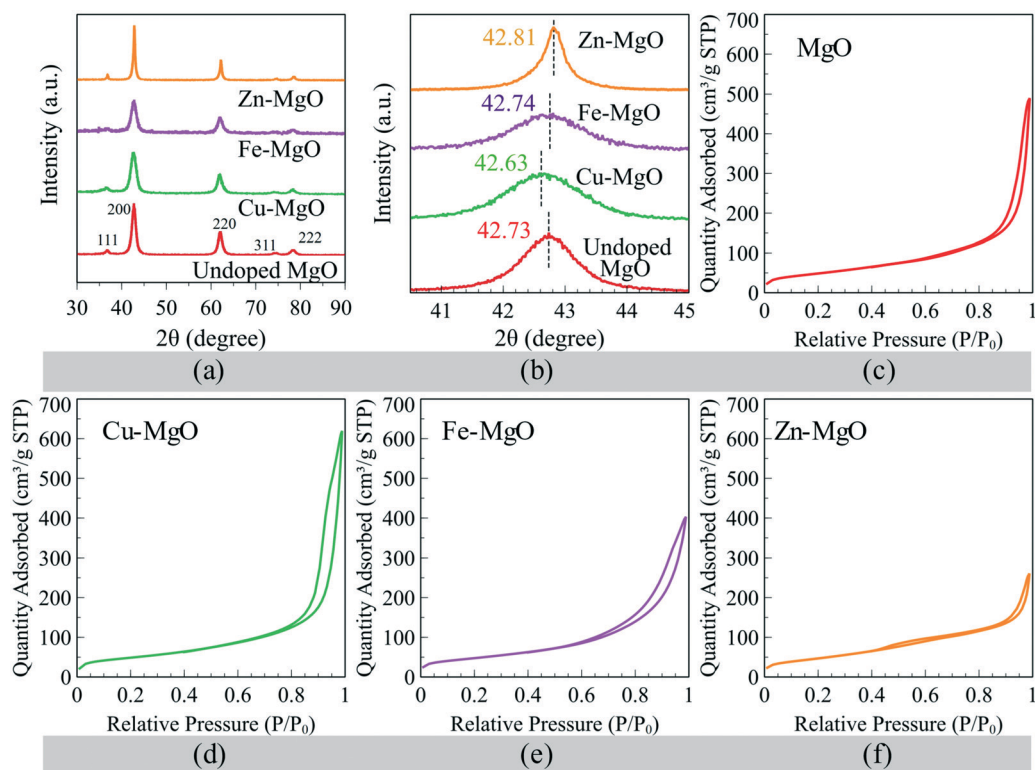 Intensity (a.u.)
Zn-MgO
Fe-MgO
Cu-MgO
200
111
220
311
222
Undoped MgO
30 40 50 60 70 80 90
2θ (degree)
(a)
Intensity (a.u.)
42.81
Zn-MgO
42.74
Fe-MgO
42.63
Cu-MgO
42.73
Undoped
MgO
41 42 43 44 45
2θ (degree)
(b)
Quantity Adsorbed (cm³/g STP)
700
600
500
400
300
200
100
0
MgO
0 0.2 0.4 0.6 0.8 1
Relative Pressure (P/P₀)
(c)
Quantity Adsorbed (cm³/g STP)
700
600
500
400
300
200
100
0
Cu-MgO
0 0.2 0.4 0.6 0.8 1
Relative Pressure (P/P₀)
(d)
Quantity Adsorbed (cm³/g STP)
700
600
500
400
300
200
100
0
Fe-MgO
0 0.2 0.4 0.6 0.8 1
Relative Pressure (P/P₀)
(e)
Quantity Adsorbed (cm³/g STP)
700
600
500
400
300
200
100
0
Zn-MgO
0 0.2 0.4 0.6 0.8 1
Relative Pressure (P/P₀)
(f)